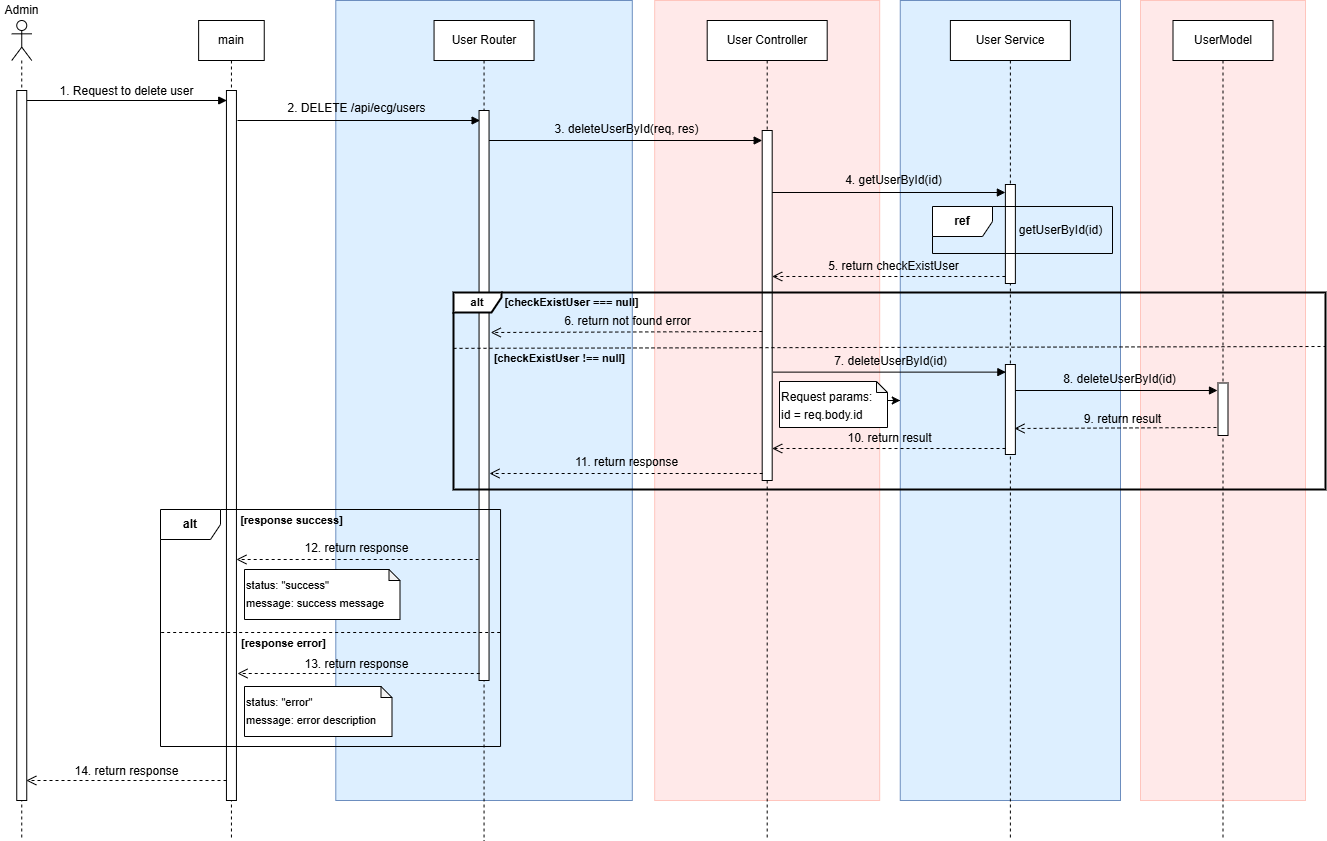 Admin
main
User Router
User Controller
User Service
UserModel
1. Request to delete user
2. DELETE /api/ecg/users
3. deleteUserById(req, res)
4. getUserById(id)
ref
getUserById(id)
5. return checkExistUser
alt
[checkExistUser === null]
6. return not found error
[checkExistUser !== null]
7. deleteUserById(id)
8. deleteUserById(id)
Request params:
id = req.body.id
9. return result
10. return result
11. return response
alt
[response success]
12. return response
status: "success"
message: success message
[response error]
13. return response
status: "error"
message: error description
14. return response